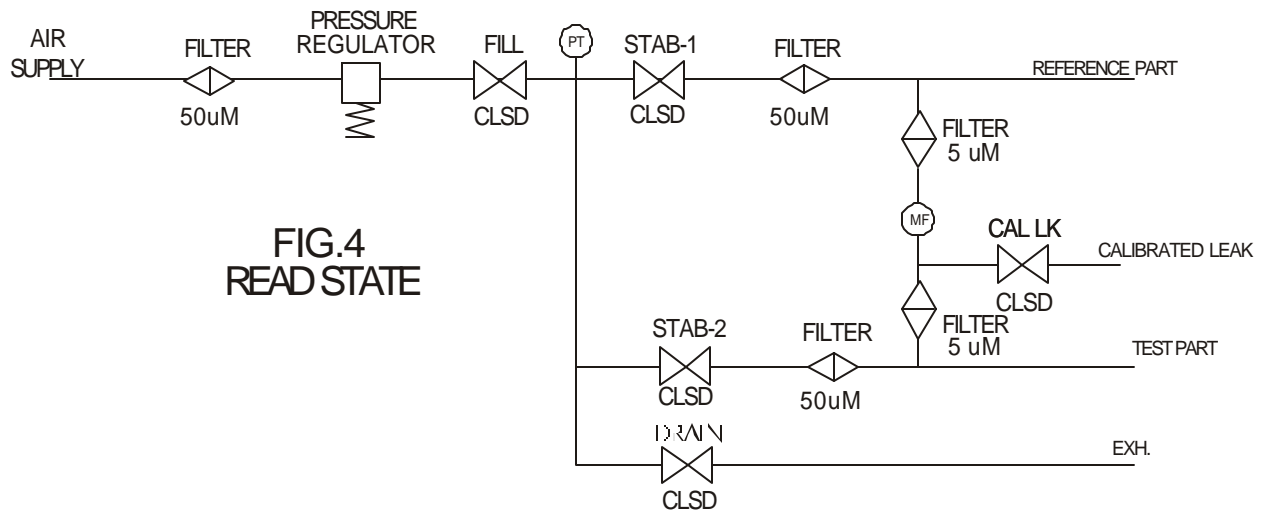 AIR
SUPPLY
FILTER
50uM
PRESSURE
REGULATOR
FILL
CLSD
PT
STAB-1
CLSD
FILTER
50uM
REFERENCE PART
FILTER
5 uM
MF
CAL LK
CLSD
CALIBRATED LEAK
FIG.4
READ STATE
FILTER
5 uM
STAB-2
CLSD
FILTER
50uM
TEST PART
DRAIN
CLSD
EXH.